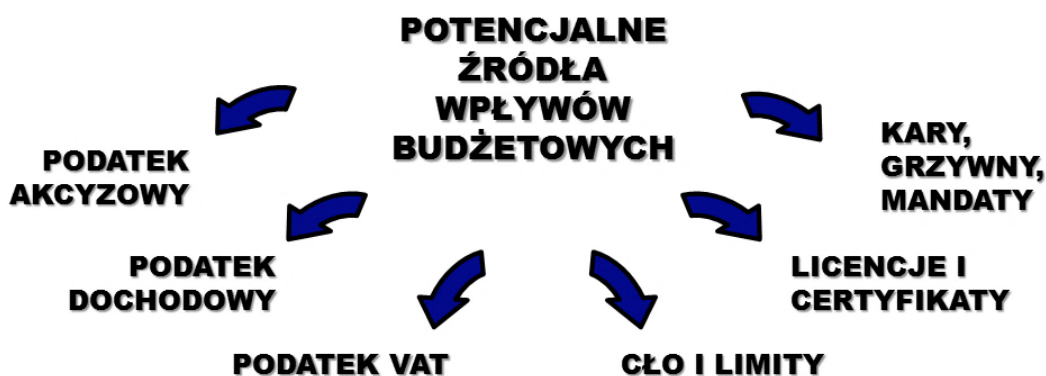 POTENCJALNE
ŹRÓDŁA
WPŁYWÓW
BUDŻETOWYCH
PODATEK
AKCYZOWY
PODATEK
DOCHODOWY
PODATEK VAT
CŁO I LIMITY
LICENCJE I
CERTYFIKATY
KARY,
GRZYWNY,
MANDATY